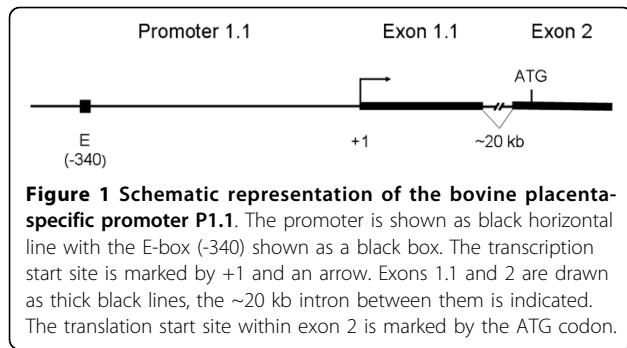 Promoter 1.1 Exon 1.1 Exon 2
ATG
E +1 ~20 kb
(-340)
Figure 1 Schematic representation of the bovine placenta-
specific promoter P1.1. The promoter is shown as black horizontal
line with the E-box (-340) shown as a black box. The transcription
start site is marked by +1 and an arrow. Exons 1.1 and 2 are drawn
as thick black lines, the ~20 kb intron between them is indicated.
The translation start site within exon 2 is marked by the ATG codon.